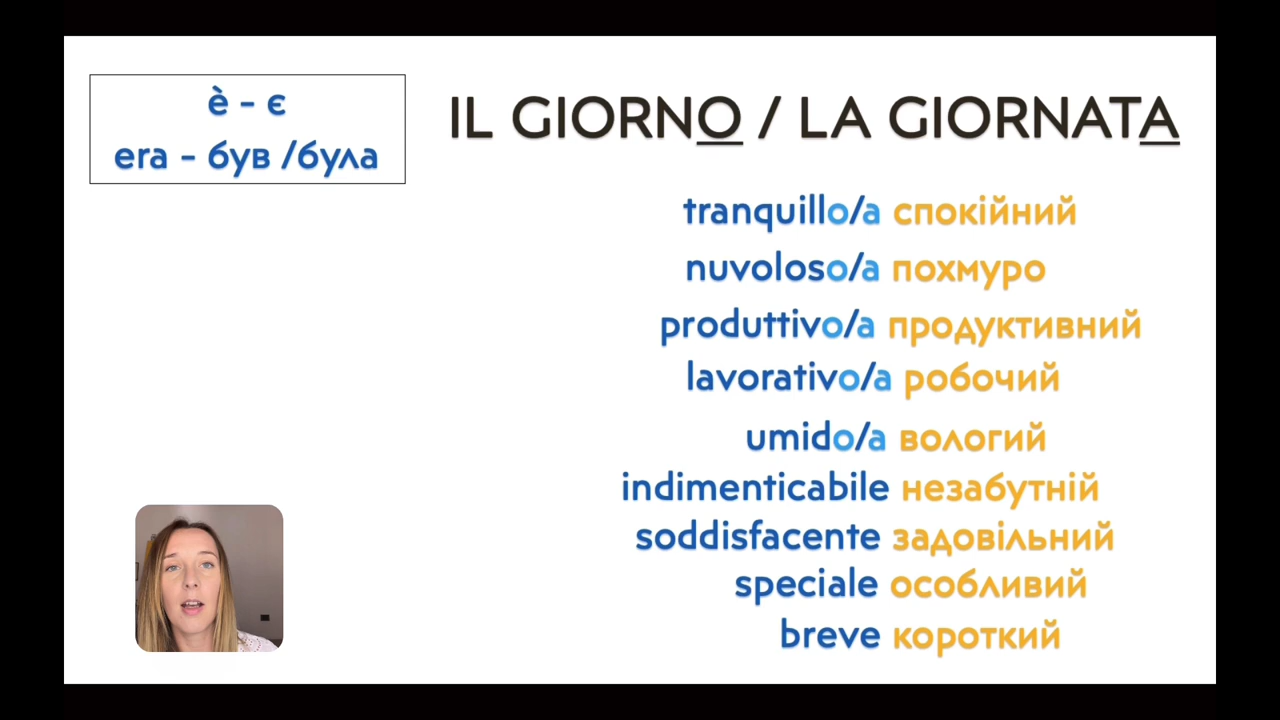 è - є
era - був /була
IL GIORNO / LA GIORNATA
tranquillo/a спокійний
nuvoloso/a похмуро
produttivo/a продуктивний
lavorativo/a робочий
umido/a вологий
indimenticabile незабутній
soddisfacente задовільний
speciale особливий
breve короткий